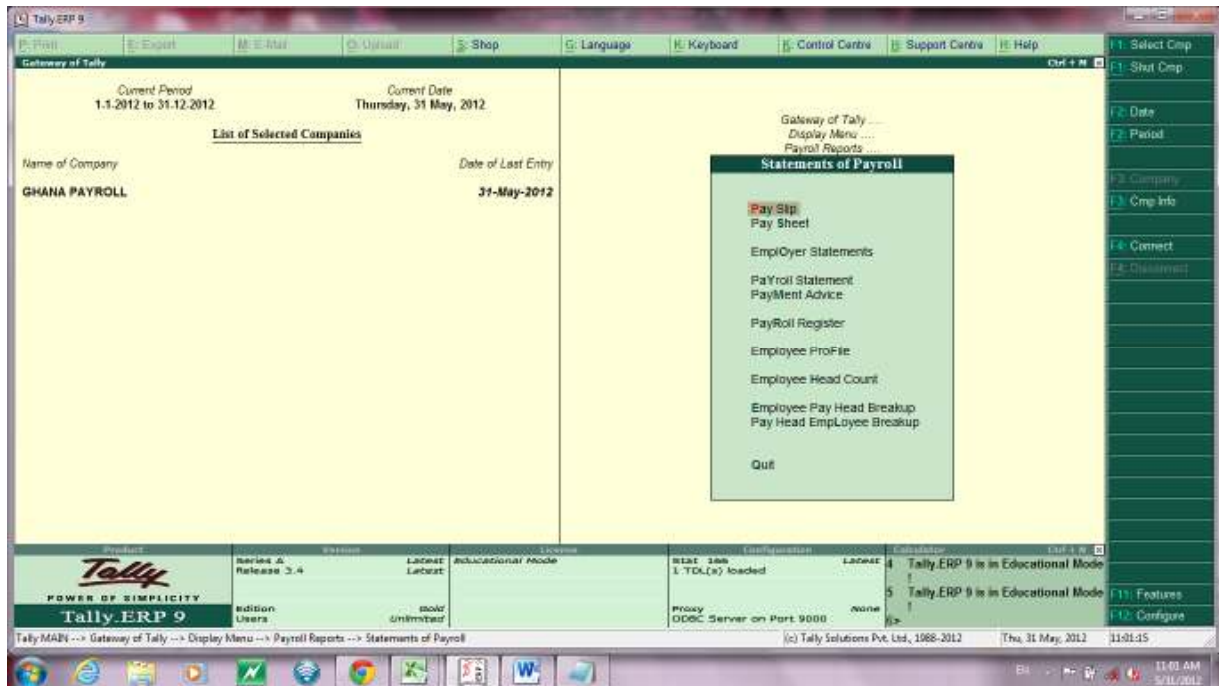 Tally.ERP 9
P: Print E: Export M: E-Mail O: Upload S: Shop G: Language K: Keyboard K: Control Centre H: Support Centre H: Help
F1: Select Cmp
Gateway of Tally Ctrl + M
F1: Shut Cmp
Current Period Current Date
1-1-2012 to 31-12-2012 Thursday, 31 May, 2012
F2: Date
F2: Period
List of Selected Companies
Name of Company Date of Last Entry
GHANA PAYROLL 31-May-2012
Gateway of Tally ....
Display Menu ....
Payroll Reports ....
Statements of Payroll
Pay Slip
Pay Sheet
EmplOyer Statements
PaYroll Statement
PayMent Advice
PayRoll Register
Employee ProFile
Employee Head Count
Employee Pay Head Breakup
Pay Head EmpLoyee Breakup
Quit
F3: Company
F3: Cmp Info
F4: Connect
F4: Disconnect
F11: Features
F12: Configure
Product Version License Configuration Calculator Ctrl + N
Tally
POWER OF SIMPLICITY
Tally.ERP 9
Series A Latest
Release 3.4 Latest
Edition Gold
Users Unlimited
Educational Mode
Stat 166 Latest
1 TDL(s) loaded
Proxy None
ODBC Server on Port 9000
4 Tally.ERP 9 is in Educational Mode
!
5 Tally.ERP 9 is in Educational Mode
!
6>
Tally MAIN --> Gateway of Tally --> Display Menu --> Payroll Reports --> Statements of Payroll (c) Tally Solutions Pvt. Ltd., 1988-2012 Thu, 31 May, 2012 11:01:15
EN 11:01 AM
5/31/2012